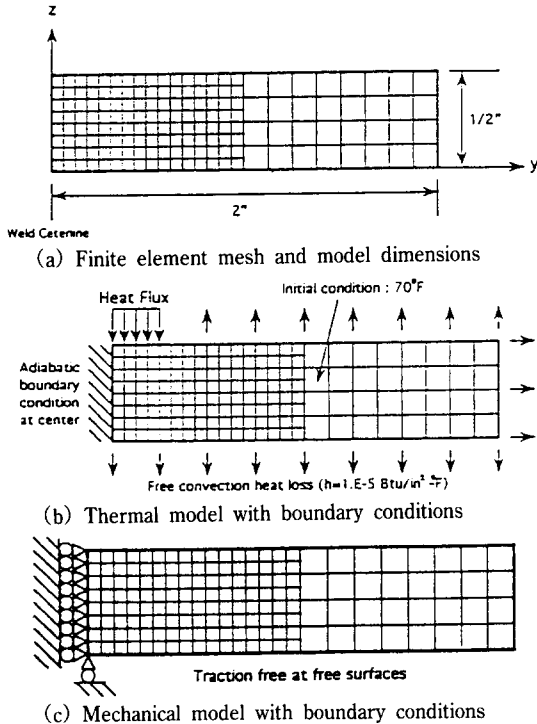 z
1/2"
y
2"
Weld Cetenine
(a) Finite element mesh and model dimensions
Heat Flux
Initial condition : 70°F
Adiabatic
boundary
condition
at center
Free convection heat loss (h=1.E-5 Btu/in²
(b) Thermal model with boundary conditions
Traction free at free surfaces
(c) Mechanical model with boundary conditions